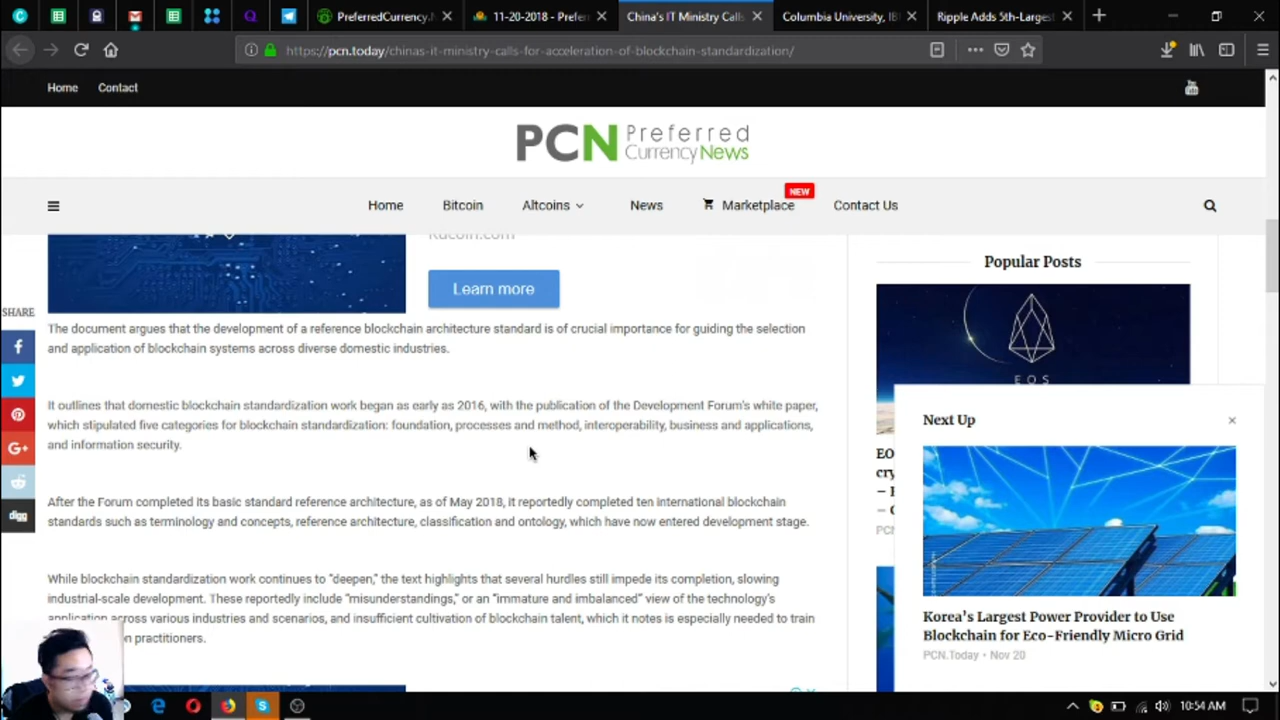 PreferredCurrency.N
11-20-2018 - Prefer
China's IT Ministry Calls
Columbia University, IB
Ripple Adds 5th-Largest
https://pcn.today/chinas-it-ministry-calls-for-acceleration-of-blockchain-standardization/
Home
Contact
PCN Preferred
CurrencyNews
NEW
Home
Bitcoin
Altcoins
News
Marketplace
Contact Us
Kucoin.com
Learn more
Popular Posts
SHARE
The document argues that the development of a reference blockchain architecture standard is of crucial importance for guiding the selection
and application of blockchain systems across diverse domestic industries.
EOS
It outlines that domestic blockchain standardization work began as early as 2016, with the publication of the Development Forum's white paper,
which stipulated five categories for blockchain standardization: foundation, processes and method, interoperability, business and applications,
and information security.
Next Up
EO
cry
PCN
After the Forum completed its basic standard reference architecture, as of May 2018, it reportedly completed ten international blockchain
standards such as terminology and concepts, reference architecture, classification and ontology, which have now entered development stage.
digg
While blockchain standardization work continues to "deepen," the text highlights that several hurdles still impede its completion, slowing
industrial-scale development. These reportedly include "misunderstandings," or an "immature and imbalanced" view of the technology's
application across various industries and scenarios, and insufficient cultivation of blockchain talent, which it notes is especially needed to train
practitioners.
Korea's Largest Power Provider to Use
Blockchain for Eco-Friendly Micro Grid
PCN.Today • Nov 20
10:54 AM